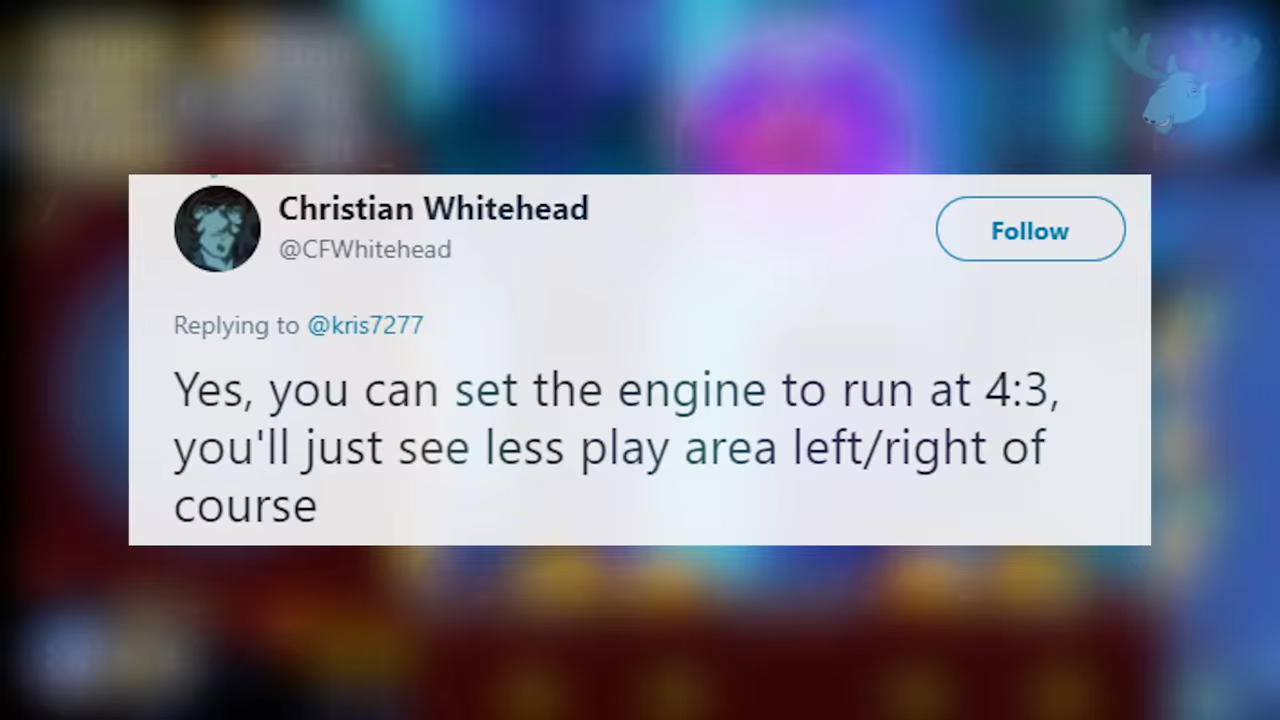 Christian Whitehead
@CFWhitehead
Follow
Replying to @kris7277
Yes, you can set the engine to run at 4:3,
you'll just see less play area left/right of
course